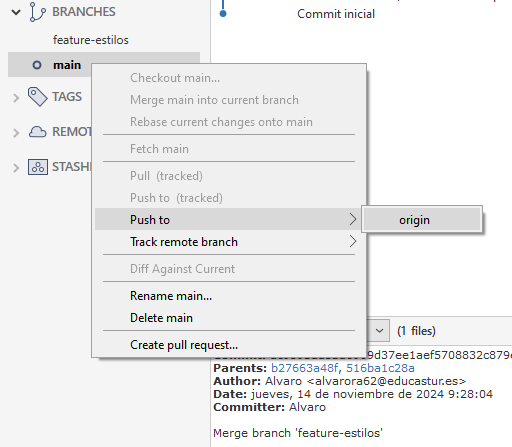 BRANCHES
feature-estilos
main
TAGS
REMOT
STASHE
Commit inicial
Checkout main...
Merge main into current branch
Rebase current changes onto main
Fetch main
Pull (tracked)
Push to (tracked)
Push to
origin
Track remote branch
Diff Against Current
Rename main...
Delete main
Create pull request...
(1 files)
Parents: b27663a48f, 516ba1c28a
Author: Alvaro <alvarora62@educastur.es>
Date: jueves, 14 de noviembre de 2024 9:28:04
Committer: Alvaro
Merge branch 'feature-estilos'